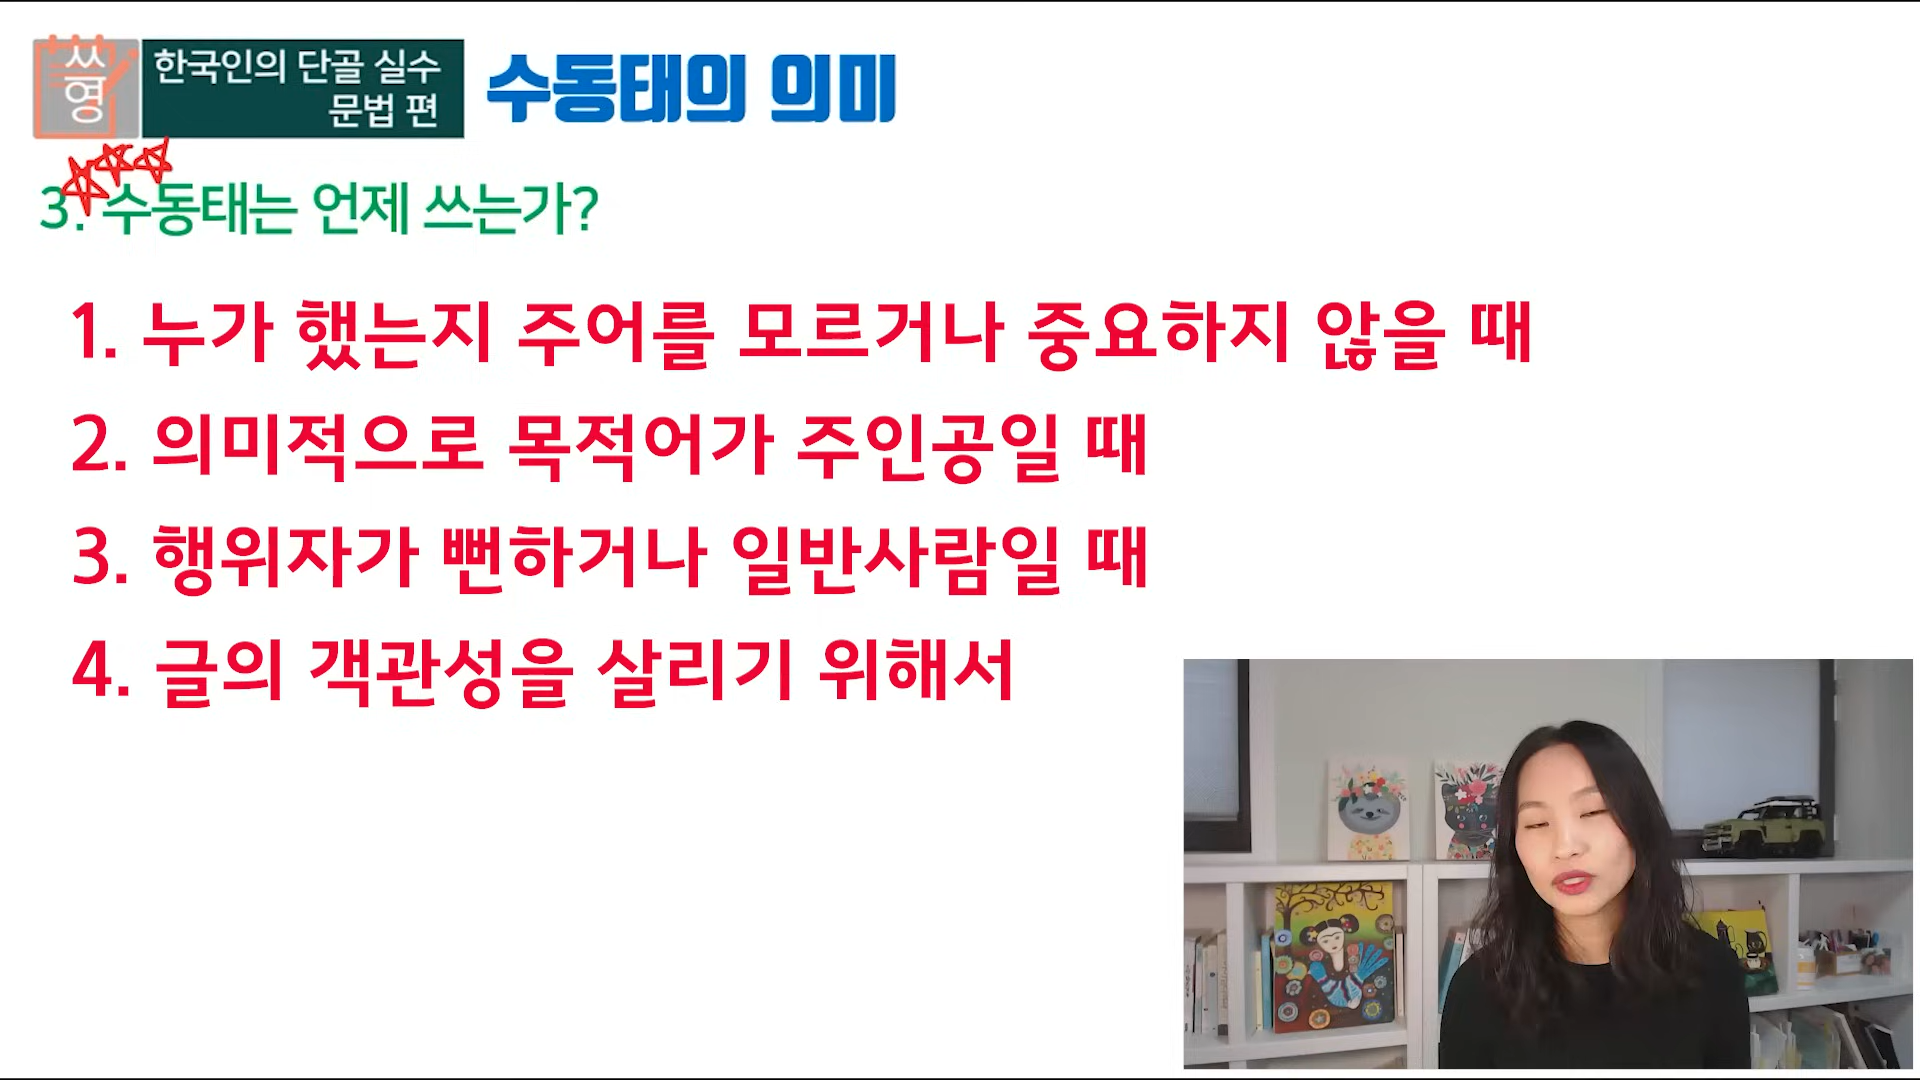 쓰영
한국인의 단골 실수
문법 편
수동태의 의미
3. 수동태는 언제 쓰는가?
1. 누가 했는지 주어를 모르거나 중요하지 않을 때
2. 의미적으로 목적어가 주인공일 때
3. 행위자가 뻔하거나 일반사람일 때
4. 글의 객관성을 살리기 위해서